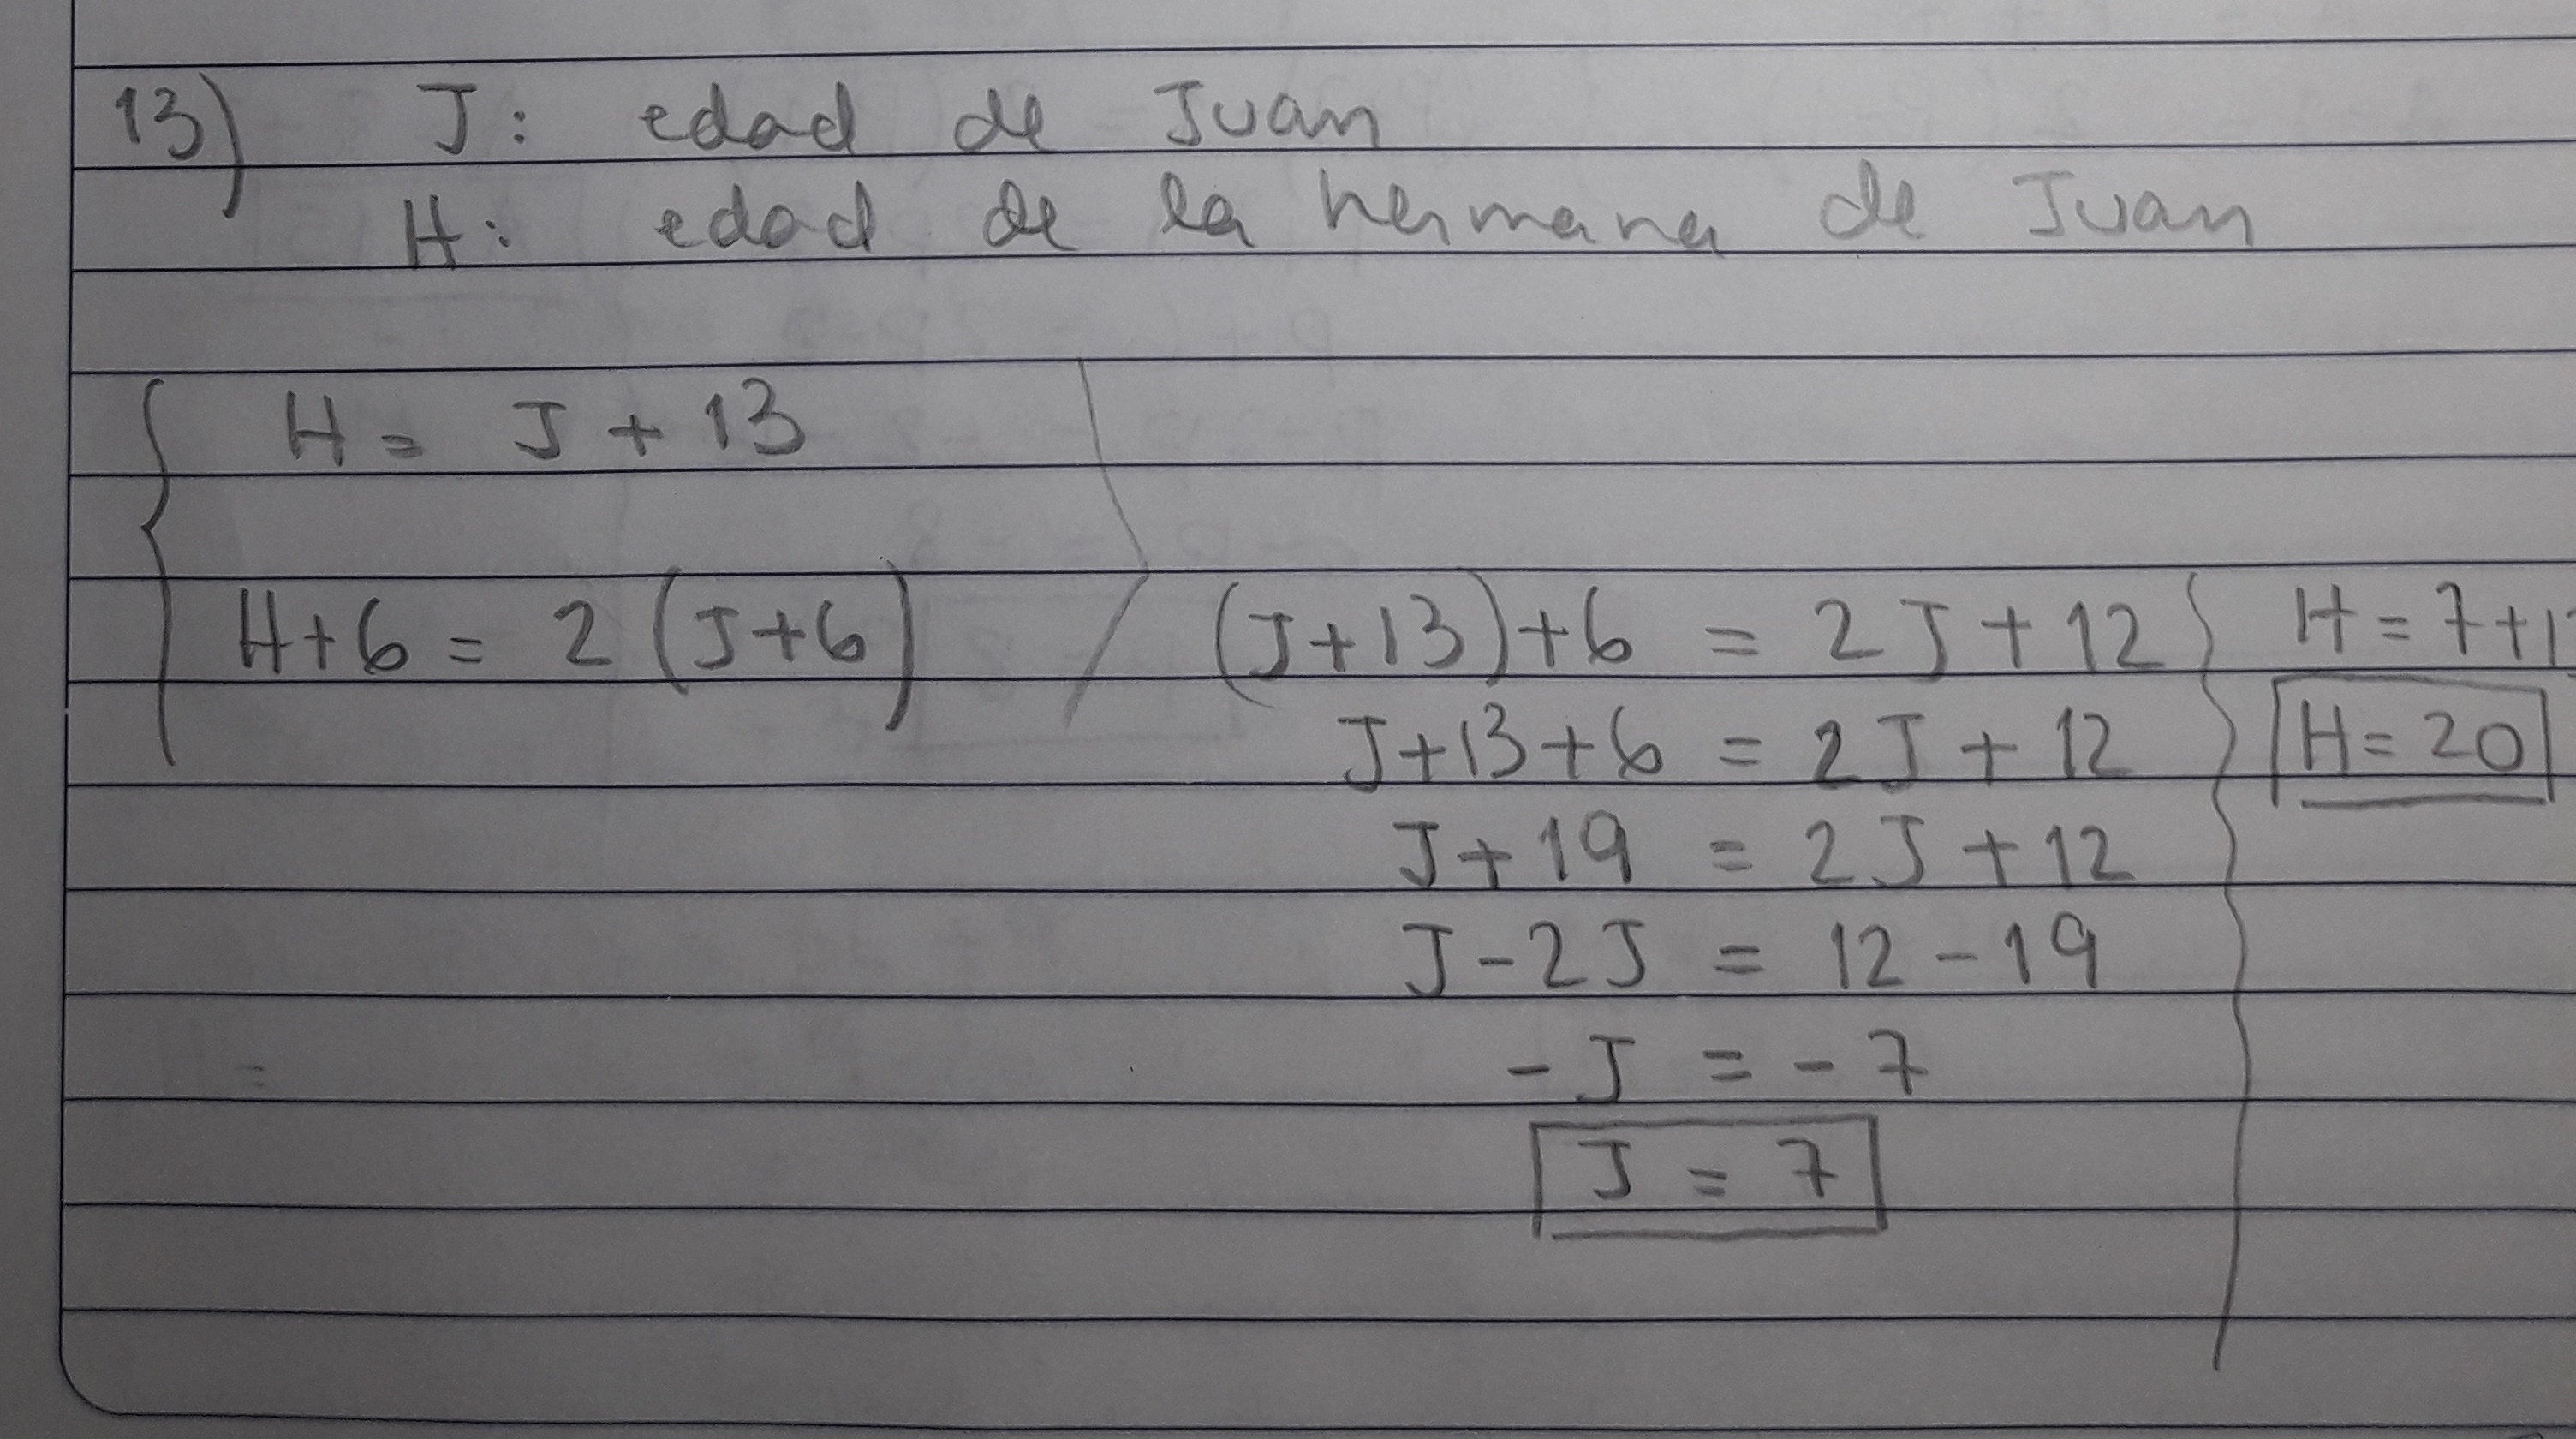 13) J: edad de Juan
H: edad de la hermana de Juan
H = J + 13
H+6 = 2 (J+6)
(J+13)+6 = 2J+12
J+13+6 = 2J+12
J+19 = 2J+12
J-2J = 12-19
-J = -7
J = 7
H = 7+1
H = 20